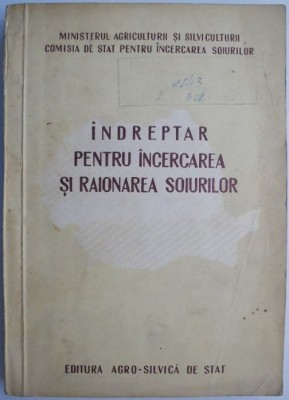 MINISTERUL AGRICULTURII ȘI SILVICULTURII
COMISIA DE STAT PENTRU ÎNCERCAREA SOIURILOR
ÎNDREPTAR
PENTRU ÎNCERCAREA
ȘI RAIONAREA SOIURILOR
EDITURA AGRO-SILVICĂ DE STAT